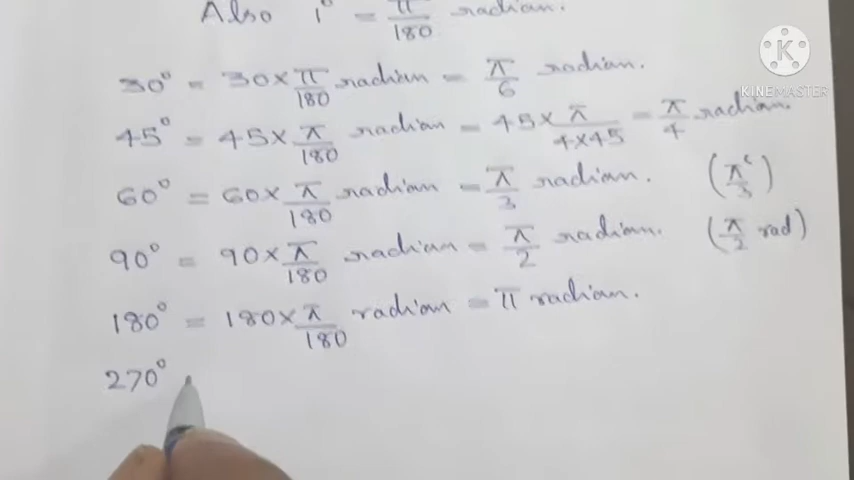 Also 1° = π/180 radian.
30° = 30 × π/180 radian = π/6 radian.
45° = 45 × π/180 radian = 45 × π/4×45 = π/4 radian.
60° = 60 × π/180 radian = π/3 radian. (π/3 ᶜ)
90° = 90 × π/180 radian = π/2 radian. (π/2 rad)
180° = 180 × π/180 radian = π radian.
270°
K
KINEMASTER